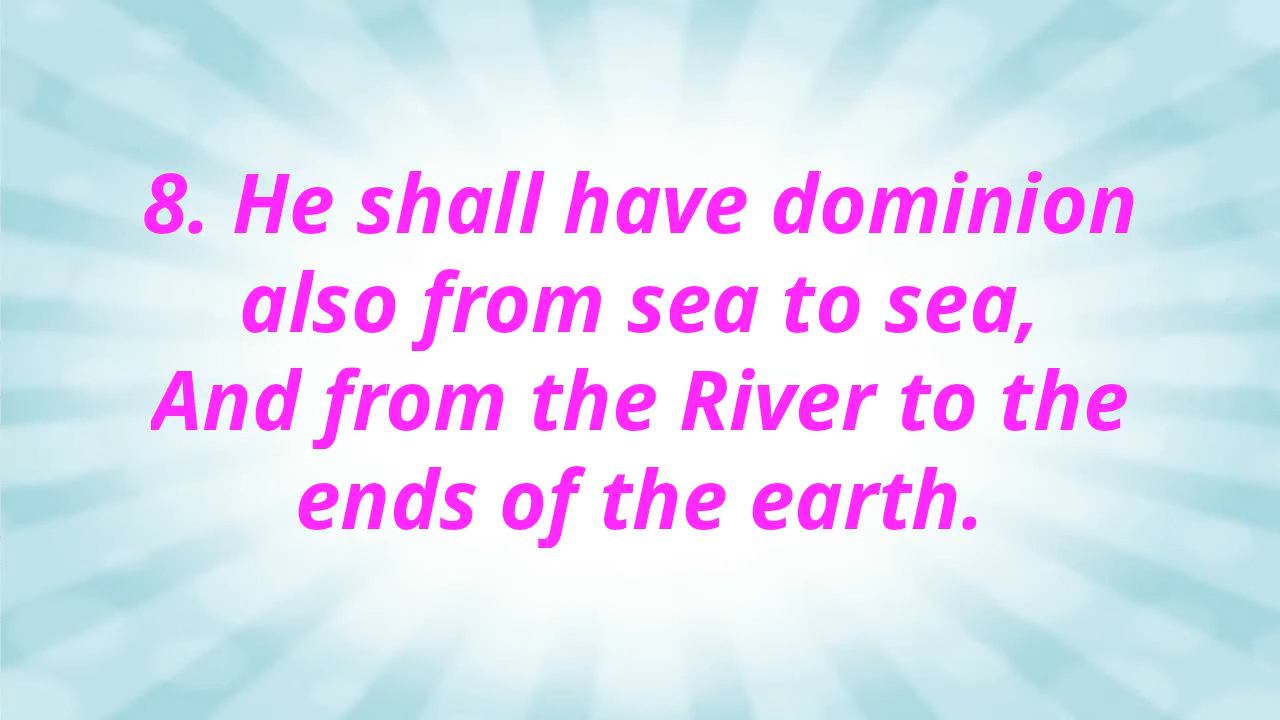 8. He shall have dominion
also from sea to sea,
And from the River to the
ends of the earth.